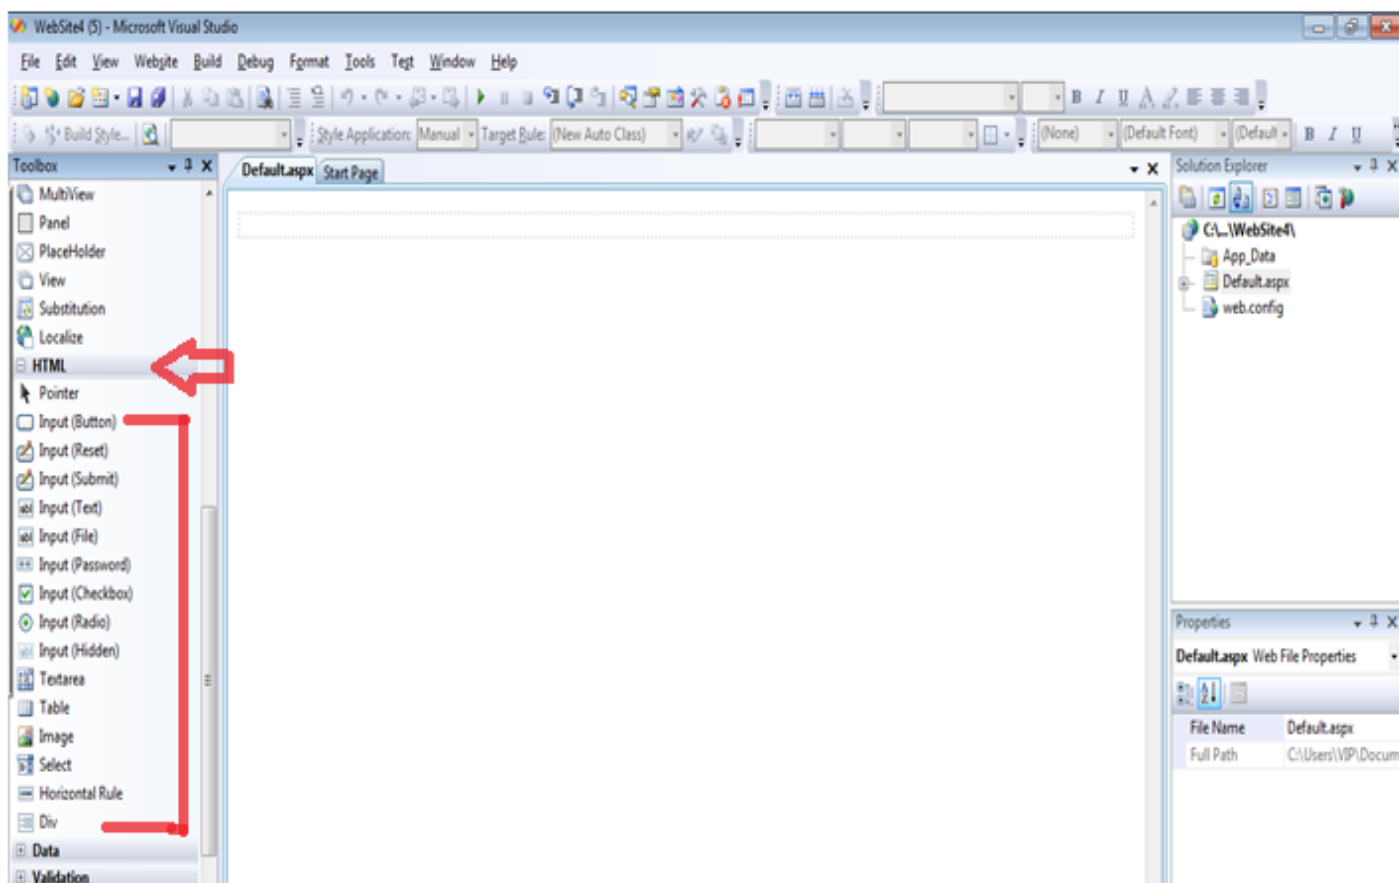 WebSite4 (5) - Microsoft Visual Studio
File Edit View Website Build Debug Format Tools Test Window Help
Build Style... Style Application: Manual Target Rule: (New Auto Class) (None) (Default Font) (Default B I U
B I U A
Toolbox
MultiView
Panel
PlaceHolder
View
Substitution
Localize
HTML
Pointer
Input (Button)
Input (Reset)
Input (Submit)
Input (Text)
Input (File)
Input (Password)
Input (Checkbox)
Input (Radio)
Input (Hidden)
Textarea
Table
Image
Select
Horizontal Rule
Div
Data
Validation
Default.aspx Start Page
Solution Explorer
C:\...\WebSite4\
App_Data
Default.aspx
web.config
Properties
Default.aspx Web File Properties
File Name Default.aspx
Full Path C:\Users\VIP\Docum